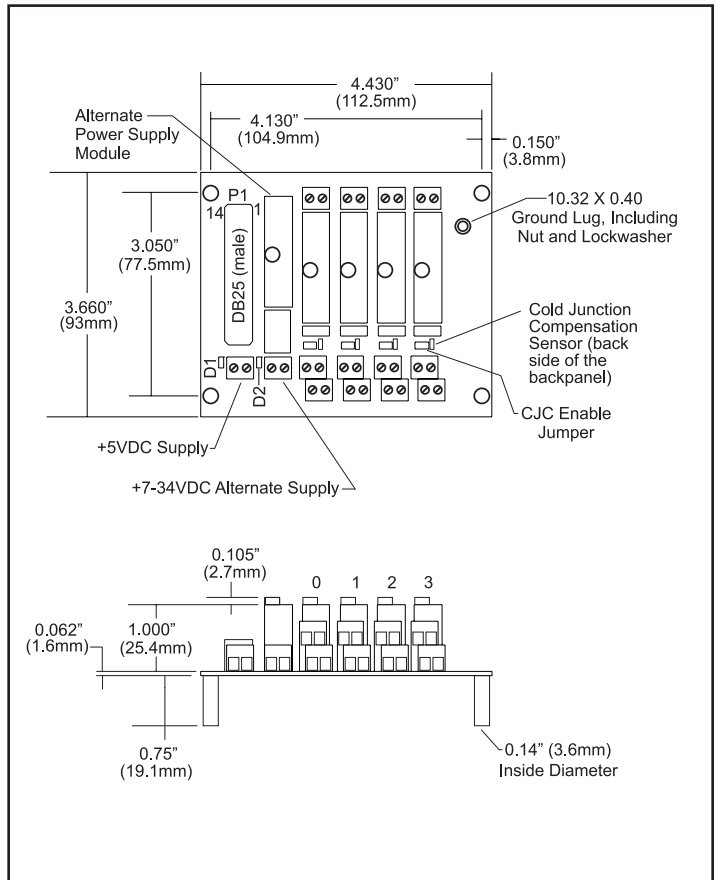 4.430”
(112.5mm)
Alternate
Power Supply
Module
4.130”
(104.9mm)
0.150”
(3.8mm)
P1
14
1
10.32 X 0.40
Ground Lug, Including
Nut and Lockwasher
3.050”
(77.5mm)
DB25 (male)
3.660”
(93mm)
Cold Junction
Compensation
Sensor (back
side of the
backpanel)
D1
D2
CJC Enable
Jumper
+5VDC Supply
+7-34VDC Alternate Supply
0.105”
(2.7mm)
0
1
2
3
0.062”
(1.6mm)
1.000”
(25.4mm)
0.75”
(19.1mm)
0.14” (3.6mm)
Inside Diameter